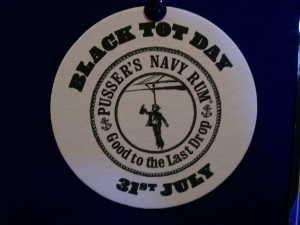 BLACK TOT DAY
PUSSER'S NAVY RUM®
Good to the Last Drop
31ST JULY